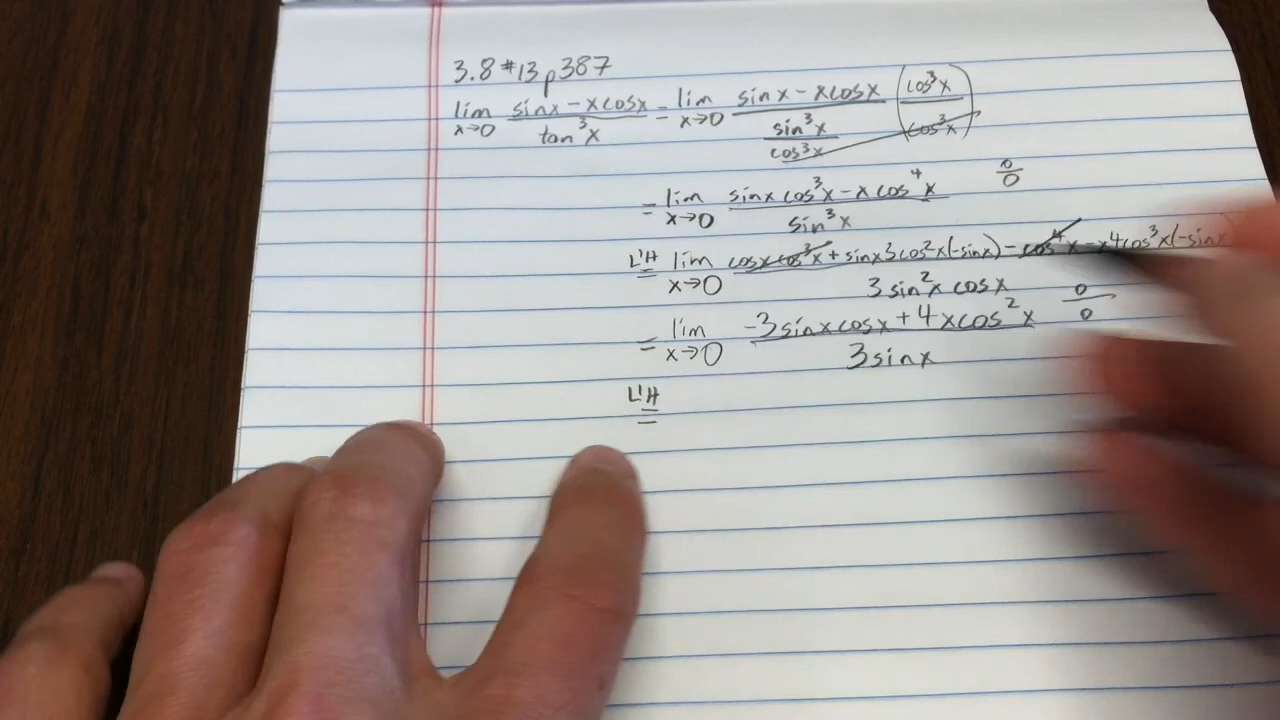 3.8 #13 p387
lim x→0 (sinx − xcosx)/(tan³x) = lim x→0 (sinx − xcosx)/(sin³x/cos³x) (cos³x/cos³x)
= lim x→0 (sinx cos³x − x cos⁴x)/(sin³x) 0/0
L'H = lim x→0 (cosx cos³x + sinx 3cos²x(−sinx) − cos⁴x − x4cos³x(−sinx))/(3sin²x cosx)
= lim x→0 (−3sinxcosx + 4xcos²x)/(3sinx) 0/0
L'H =